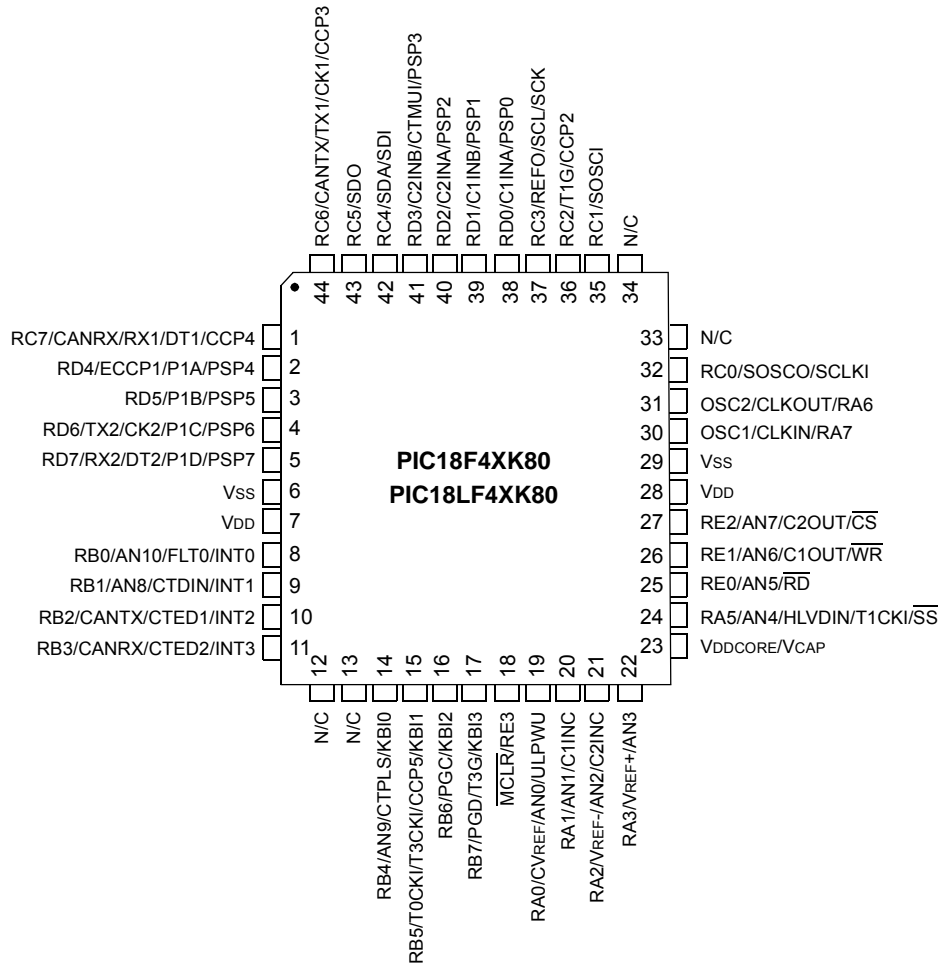 RC6/CANTX/TX1/CK1/CCP3
RC5/SDO
RC4/SDA/SDI
RD3/C2INB/CTMUI/PSP3
RD2/C2INA/PSP2
RD1/C1INB/PSP1
RD0/C1INA/PSP0
RC3/REFO/SCL/SCK
RC2/T1G/CCP2
RC1/SOSCI
N/C
44
43
42
41
40
39
38
37
36
35
34
RC7/CANRX/RX1/DT1/CCP4 1
RD4/ECCP1/P1A/PSP4 2
RD5/P1B/PSP5 3
RD6/TX2/CK2/P1C/PSP6 4
RD7/RX2/DT2/P1D/PSP7 5
VSS 6
VDD 7
RB0/AN10/FLT0/INT0 8
RB1/AN8/CTDIN/INT1 9
RB2/CANTX/CTED1/INT2 10
RB3/CANRX/CTED2/INT3 11
PIC18F4XK80
PIC18LF4XK80
33 N/C
32 RC0/SOSCO/SCLKI
31 OSC2/CLKOUT/RA6
30 OSC1/CLKIN/RA7
29 VSS
28 VDD
27 RE2/AN7/C2OUT/CS
26 RE1/AN6/C1OUT/WR
25 RE0/AN5/RD
24 RA5/AN4/HLVDIN/T1CKI/SS
23 VDDCORE/VCAP
12
13
14
15
16
17
18
19
20
21
22
N/C
N/C
RB4/AN9/CTPLS/KBI0
RB5/T0CKI/T3CKI/CCP5/KBI1
RB6/PGC/KBI2
RB7/PGD/T3G/KBI3
MCLR/RE3
RA0/CVREF/AN0/ULPWU
RA1/AN1/C1INC
RA2/VREF-/AN2/C2INC
RA3/VREF+/AN3